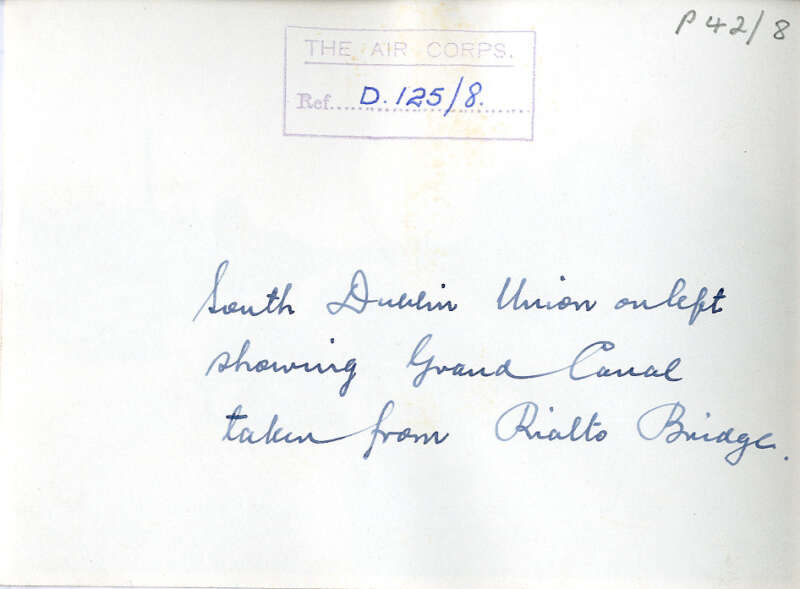 P42/8
THE AIR CORPS.
Ref.....D.125/8.........
South Dublin Union on left
showing Grand Canal
taken from Rialto Bridge.